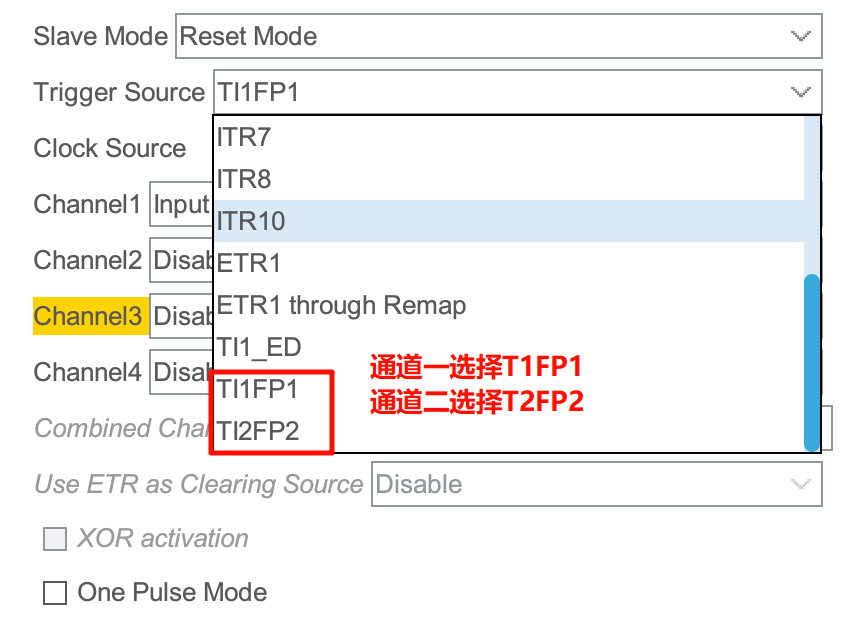 Slave Mode Reset Mode
Trigger Source TI1FP1
ITR7
Clock Source
ITR8
Channel1 Input
ITR10
Channel2 Disab
ETR1
Channel3 Disab
ETR1 through Remap
TI1_ED
通道一选择T1FP1
Channel4 Disab
TI1FP1
通道二选择T2FP2
Combined Chan
TI2FP2
Use ETR as Clearing Source Disable
XOR activation
One Pulse Mode